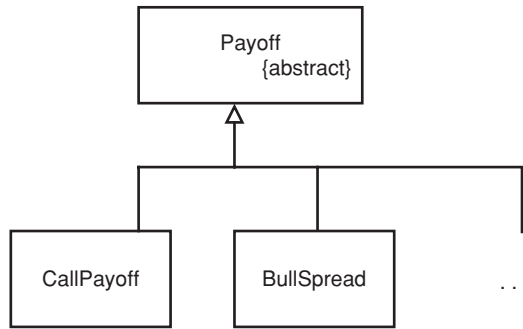 Payoff
{abstract}
CallPayoff
BullSpread
. .